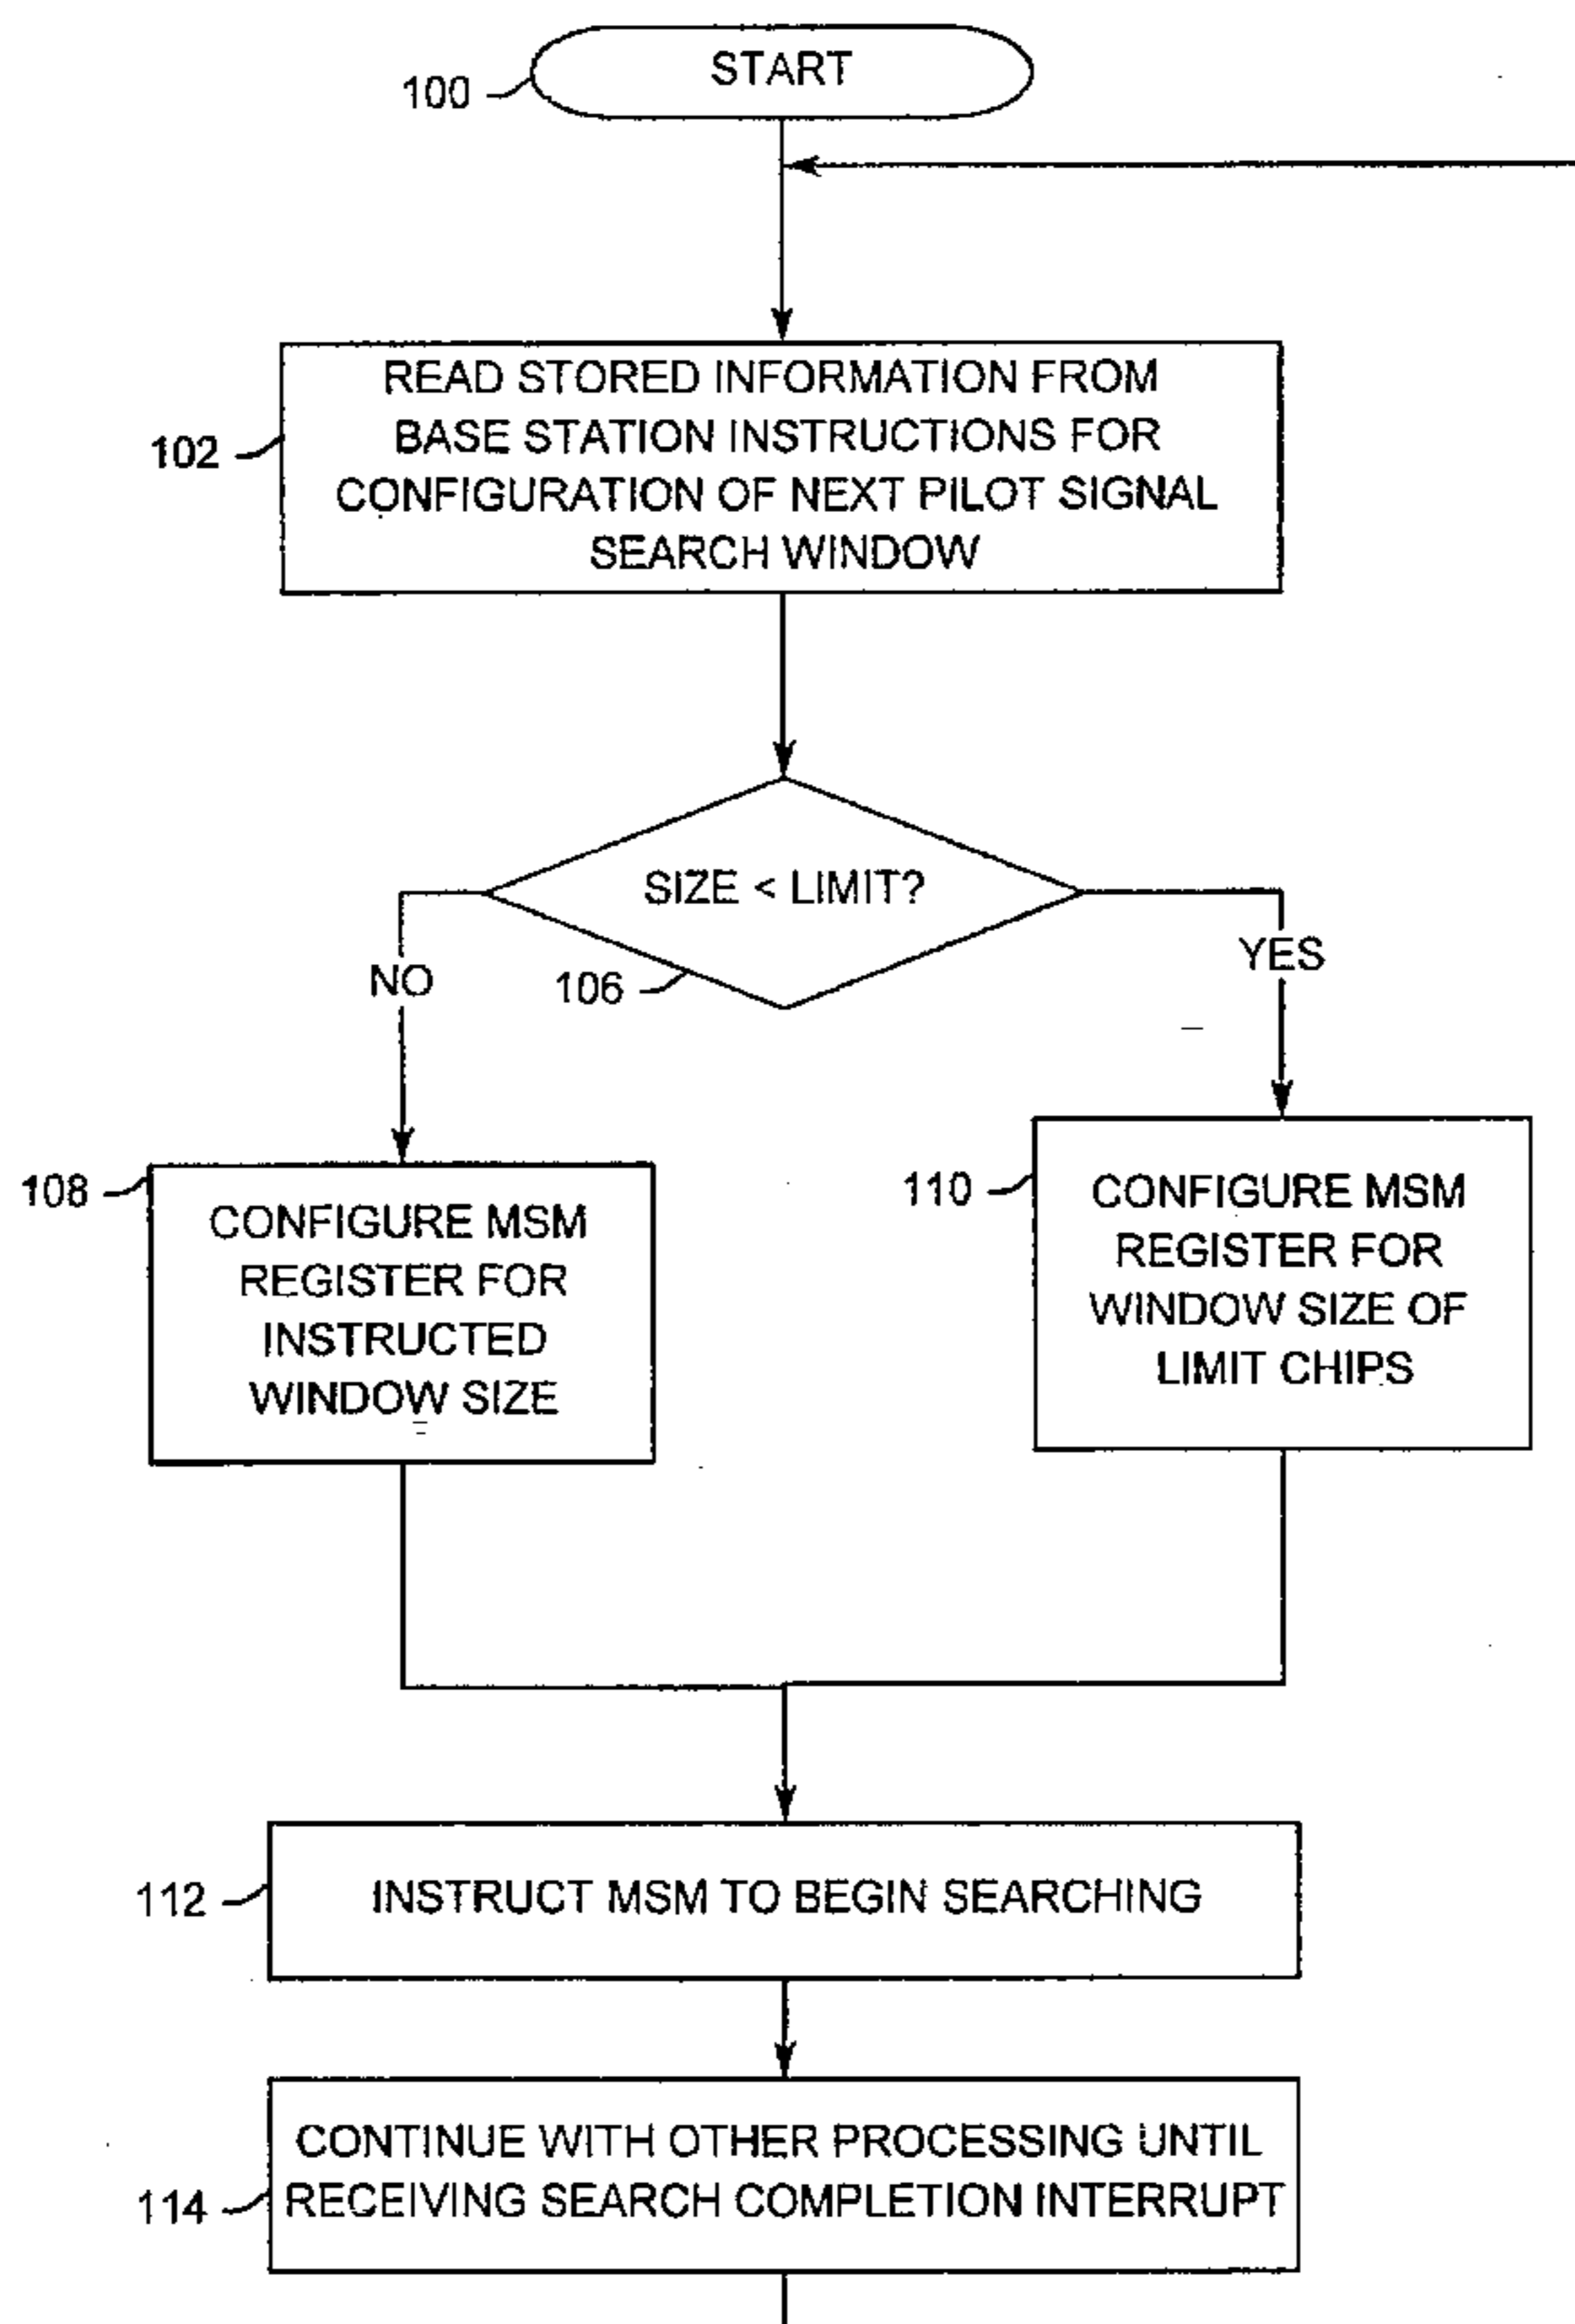 START
100
READ STORED INFORMATION FROM
BASE STATION INSTRUCTIONS FOR
102
CONFIGURATION OF NEXT PILOT SIGNAL
SEARCH WINDOW
SIZE < LIMIT?
NO
106
YES
108
CONFIGURE MSM
REGISTER FOR
INSTRUCTED
WINDOW SIZE
110
CONFIGURE MSM
REGISTER FOR
WINDOW SIZE OF
LIMIT CHIPS
112
INSTRUCT MSM TO BEGIN SEARCHING
CONTINUE WITH OTHER PROCESSING UNTIL
114
RECEIVING SEARCH COMPLETION INTERRUPT